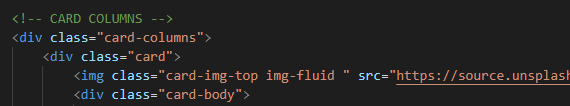 <!-- CARD COLUMNS -->
<div class="card-columns">
<div class="card">
<img class="card-img-top img-fluid " src="https://source.unsplash
<div class="card-body">